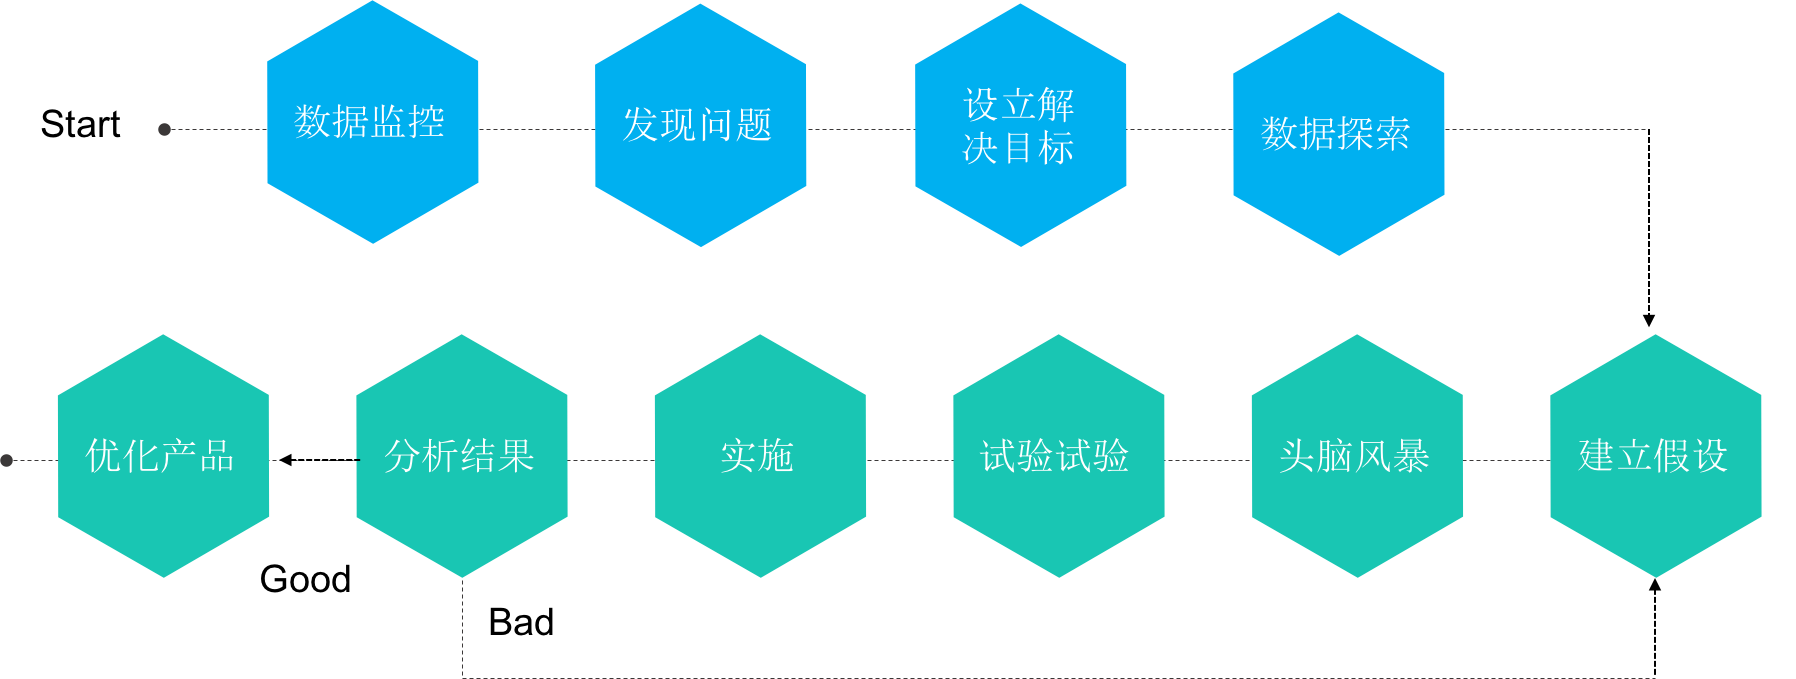 Start
数据监控
发现问题
设立解
决目标
数据探索
优化产品
分析结果
实施
试验试验
头脑风暴
建立假设
Good
Bad